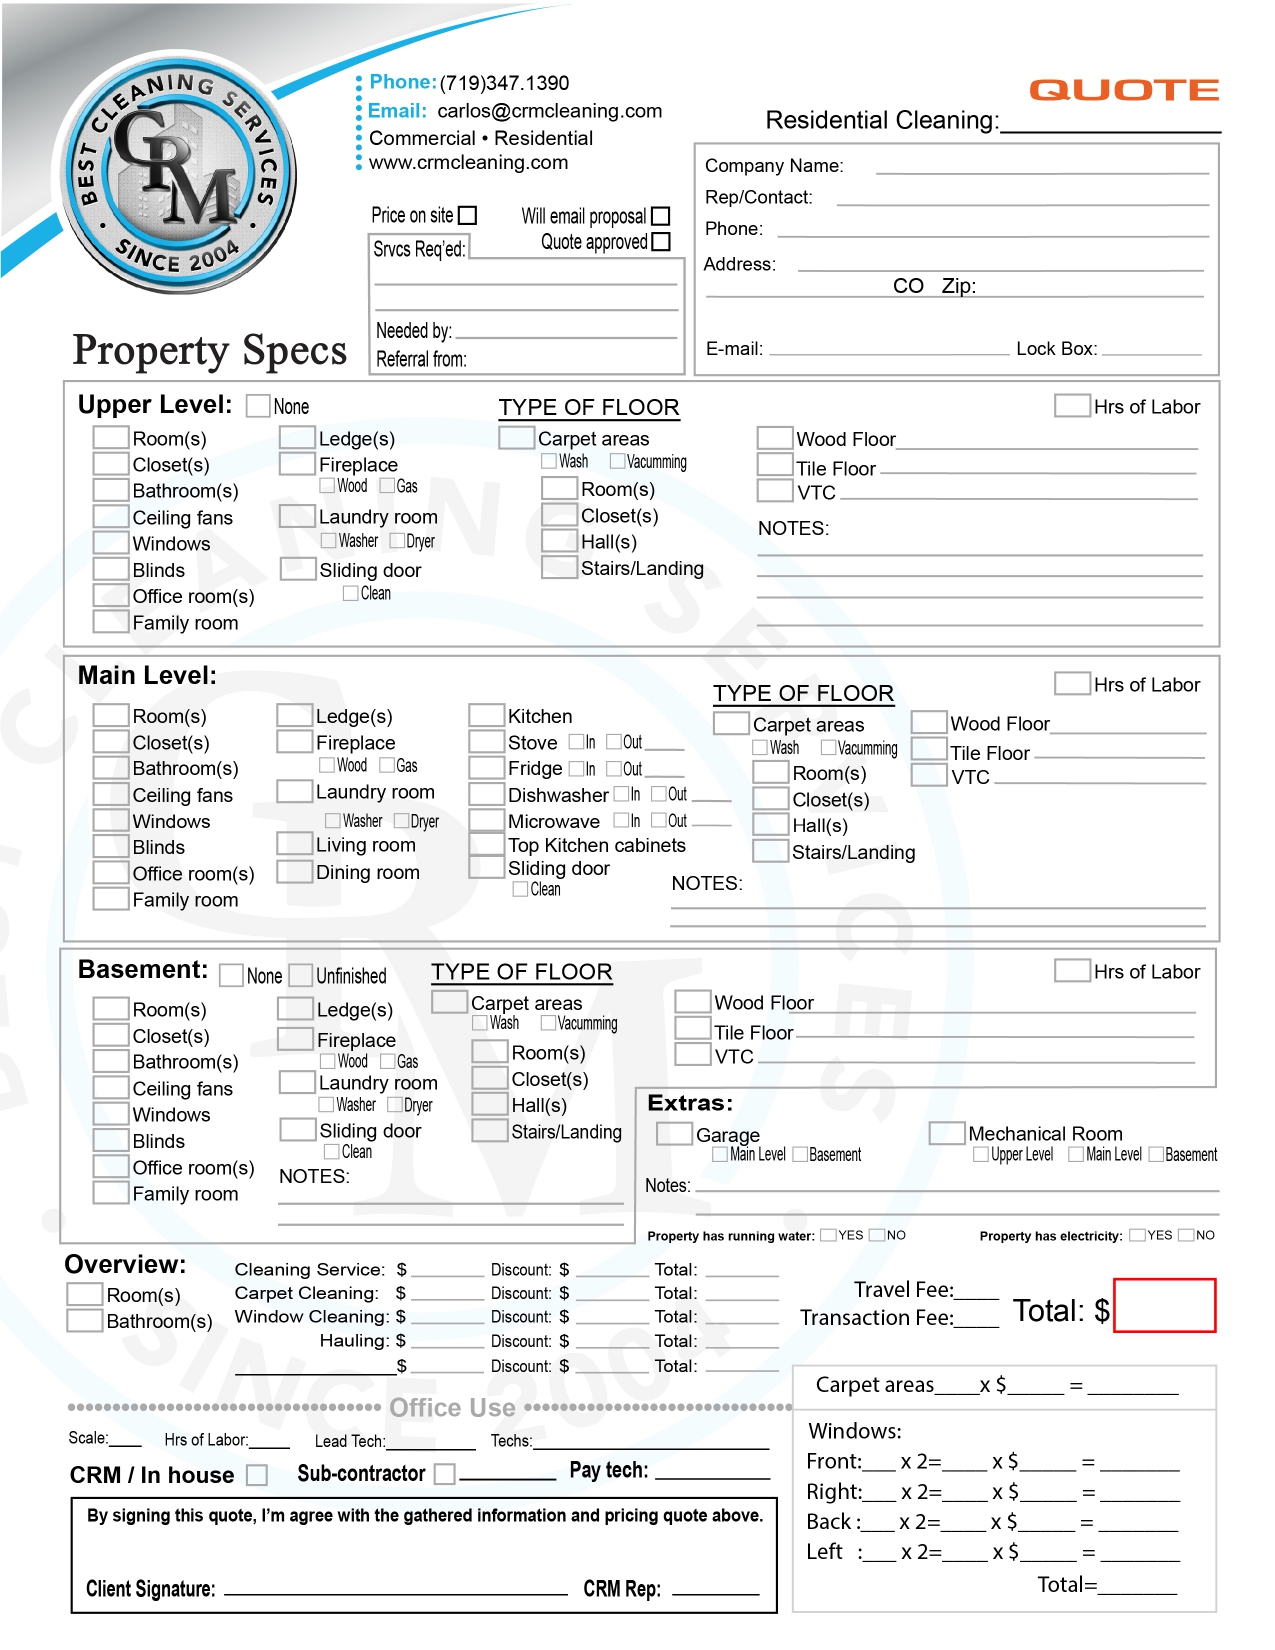 BEST CLEANING SERVICES
CRM
• SINCE 2004 •
Phone: (719)347.1390
Email: carlos@crmcleaning.com
Commercial • Residential
www.crmcleaning.com
QUOTE
Residential Cleaning:
Price on site
Will email proposal
Quote approved
Srvcs Req'ed:
Needed by:
Referral from:
Company Name:
Rep/Contact:
Phone:
Address:
CO Zip:
E-mail: Lock Box:
Property Specs
Upper Level: None
Room(s)
Closet(s)
Bathroom(s)
Ceiling fans
Windows
Blinds
Office room(s)
Family room
Ledge(s)
Fireplace
Wood Gas
Laundry room
Washer Dryer
Sliding door
Clean
TYPE OF FLOOR
Carpet areas
Wash Vacumming
Room(s)
Closet(s)
Hall(s)
Stairs/Landing
Hrs of Labor
Wood Floor
Tile Floor
VTC
NOTES:
Main Level:
Room(s)
Closet(s)
Bathroom(s)
Ceiling fans
Windows
Blinds
Office room(s)
Family room
Ledge(s)
Fireplace
Wood Gas
Laundry room
Washer Dryer
Living room
Dining room
Kitchen
Stove In Out____
Fridge In Out____
Dishwasher In Out ____
Microwave In Out ____
Top Kitchen cabinets
Sliding door
Clean
TYPE OF FLOOR
Carpet areas
Wash Vacumming
Room(s)
Closet(s)
Hall(s)
Stairs/Landing
Hrs of Labor
Wood Floor
Tile Floor
VTC
NOTES:
Basement: None Unfinished
Room(s)
Closet(s)
Bathroom(s)
Ceiling fans
Windows
Blinds
Office room(s)
Family room
Ledge(s)
Fireplace
Wood Gas
Laundry room
Washer Dryer
Sliding door
Clean
NOTES:
TYPE OF FLOOR
Carpet areas
Wash Vacumming
Room(s)
Closet(s)
Hall(s)
Stairs/Landing
Hrs of Labor
Wood Floor
Tile Floor
VTC
Extras:
Garage
Main Level Basement
Mechanical Room
Upper Level Main Level Basement
Notes:
Property has running water: YES NO
Property has electricity: YES NO
Overview:
Room(s)
Bathroom(s)
Cleaning Service: $ Discount: $ Total:
Carpet Cleaning: $ Discount: $ Total:
Window Cleaning: $ Discount: $ Total:
Hauling: $ Discount: $ Total:
$ Discount: $ Total:
Travel Fee:____
Transaction Fee:____
Total: $
Office Use
Scale: Hrs of Labor: Lead Tech: Techs:
CRM / In house Sub-contractor Pay tech:
By signing this quote, I'm agree with the gathered information and pricing quote above.
Client Signature: CRM Rep:
Carpet areas____x $_____ = ________
Windows:
Front:___ x 2=____ x $_____ = _______
Right:___ x 2=____ x $_____ = _______
Back :___ x 2=____ x $_____ = _______
Left :___ x 2=____ x $_____ = _______
Total=_______